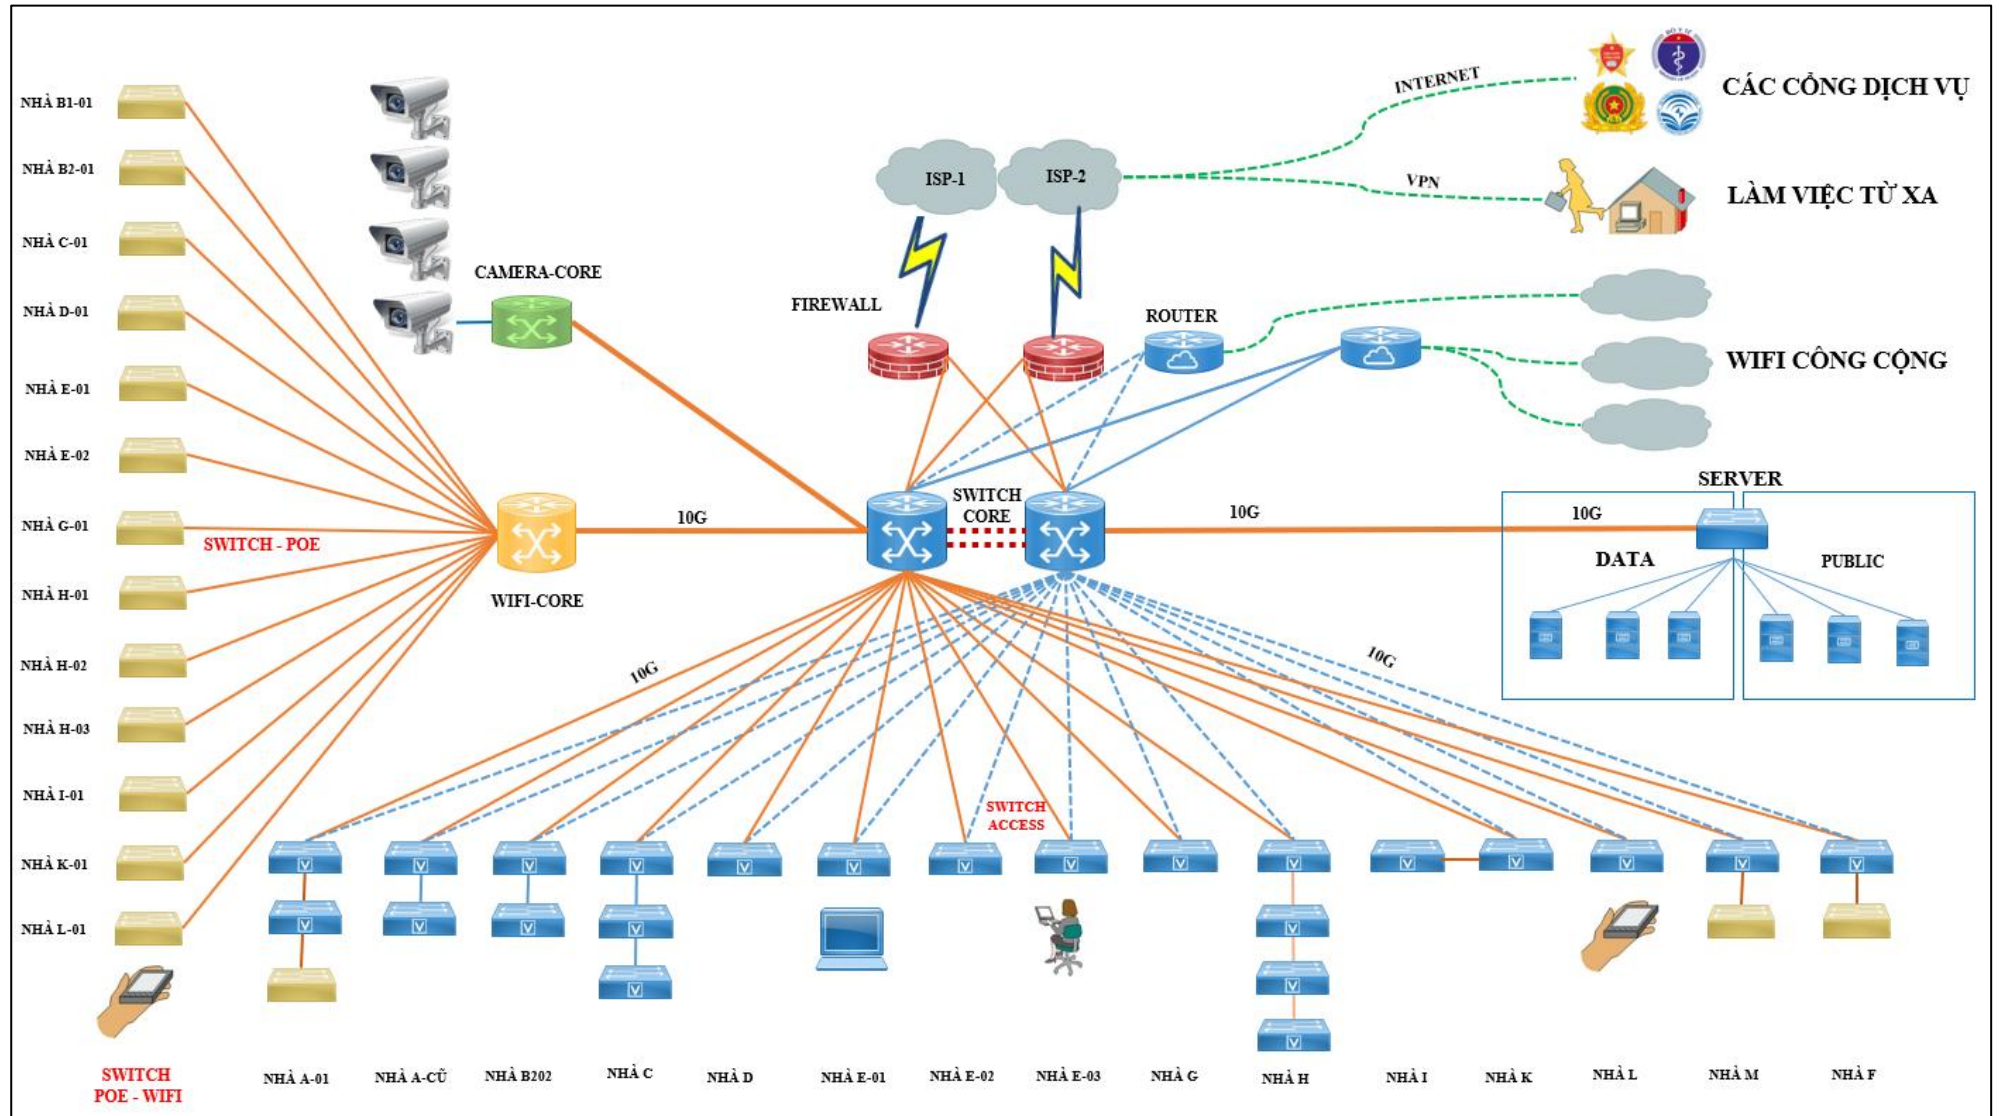 INTERNET
CÁC CỔNG DỊCH VỤ
NHÀ B1-01
NHÀ B2-01
ISP-1
ISP-2
VPN
LÀM VIỆC TỪ XA
NHÀ C-01
CAMERA-CORE
NHÀ D-01
FIREWALL
ROUTER
WIFI CÔNG CỘNG
NHÀ E-01
NHÀ E-02
SERVER
NHÀ G-01
SWITCH - POE
10G
SWITCH
CORE
10G
10G
DATA
PUBLIC
NHÀ H-01
WIFI-CORE
NHÀ H-02
10G
10G
NHÀ H-03
NHÀ I-01
SWITCH
ACCESS
NHÀ K-01
NHÀ L-01
SWITCH
POE - WIFI
NHÀ A-01
NHÀ A-CŨ
NHÀ B202
NHÀ C
NHÀ D
NHÀ E-01
NHÀ E-02
NHÀ E-03
NHÀ G
NHÀ H
NHÀ I
NHÀ K
NHÀ L
NHÀ M
NHÀ F